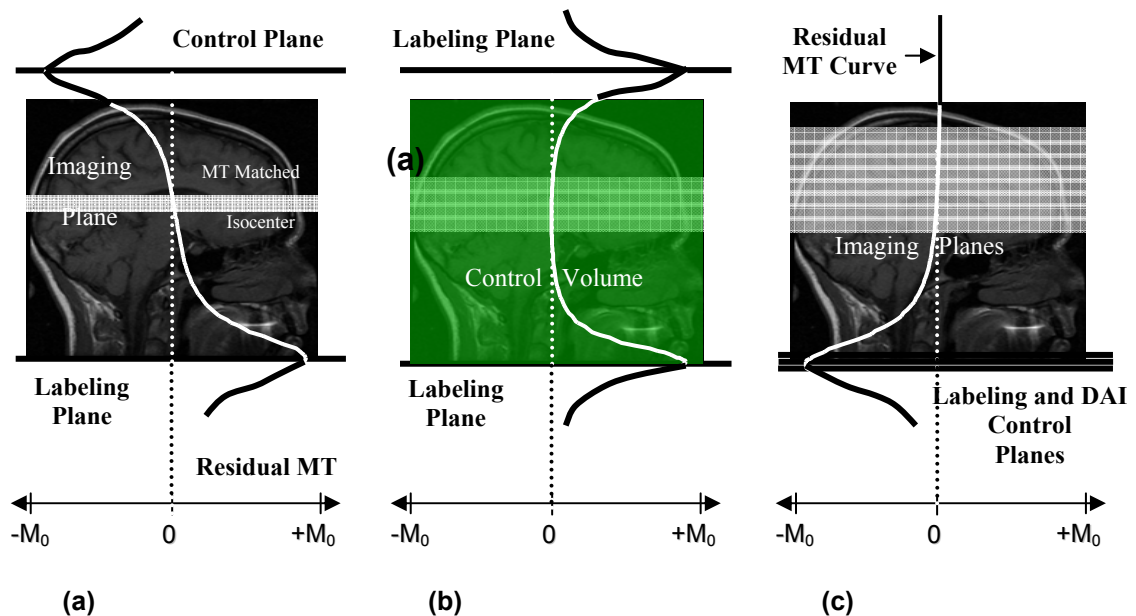 Control Plane
Imaging
MT Matched
Plane
Isocenter
Labeling
Plane
Residual MT
-M₀ 0 +M₀
(a)
Labeling Plane
(a)
Control Volume
Labeling
Plane
-M₀ 0 +M₀
(b)
Residual
MT Curve
Imaging Planes
Labeling and DAI
Control
Planes
-M₀ 0 +M₀
(c)